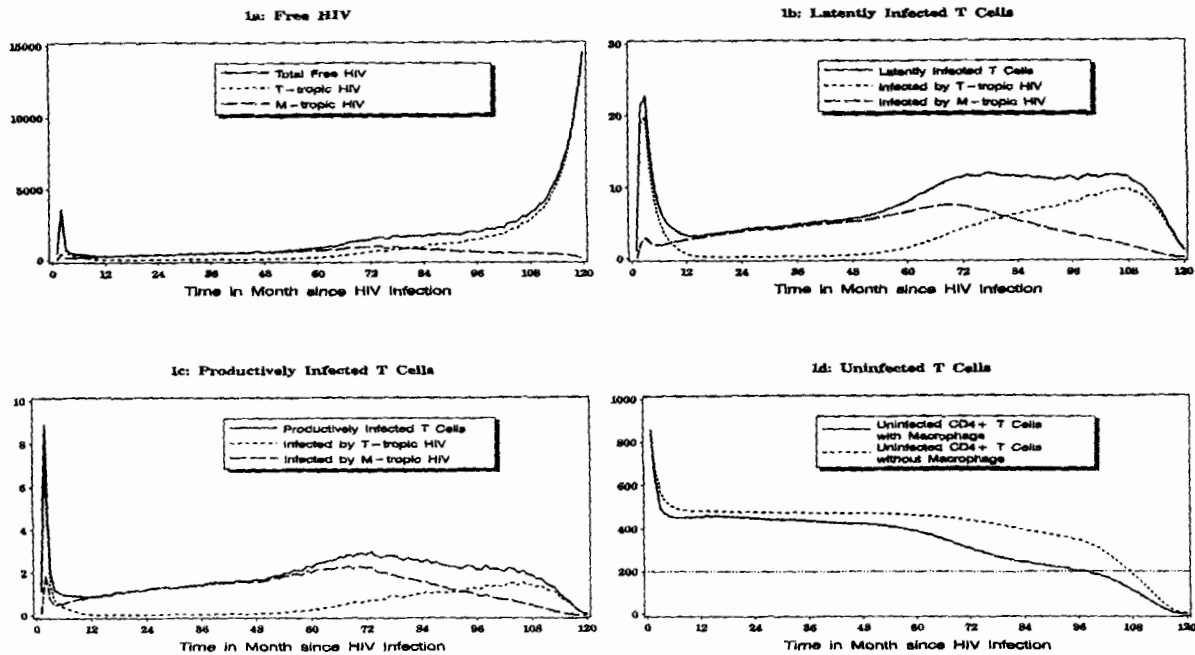 1a: Free HIV
15000
10000
5000
0
Total Free HIV
T-tropic HIV
M-tropic HIV
0 12 24 36 48 60 72 84 96 108 120
Time in Month since HIV Infection
1b: Latently Infected T Cells
30
20
10
0
Latently Infected T Cells
Infected by T-tropic HIV
Infected by M-tropic HIV
0 12 24 36 48 60 72 84 96 108 120
Time in Month since HIV Infection
1c: Productively Infected T Cells
10
8
6
4
2
0
Productively Infected T Cells
Infected by T-tropic HIV
Infected by M-tropic HIV
0 12 24 36 48 60 72 84 96 108 120
Time in Month since HIV Infection
1d: Uninfected T Cells
1000
800
600
400
200
0
Uninfected CD4+ T Cells
with Macrophage
Uninfected CD4+ T Cells
without Macrophage
0 12 24 36 48 60 72 84 96 108 120
Time in Month since HIV Infection